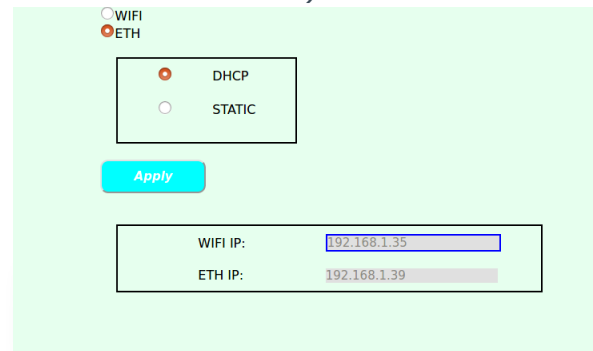 WIFI
ETH
DHCP
STATIC
Apply
WIFI IP: 192.168.1.35
ETH IP: 192.168.1.39